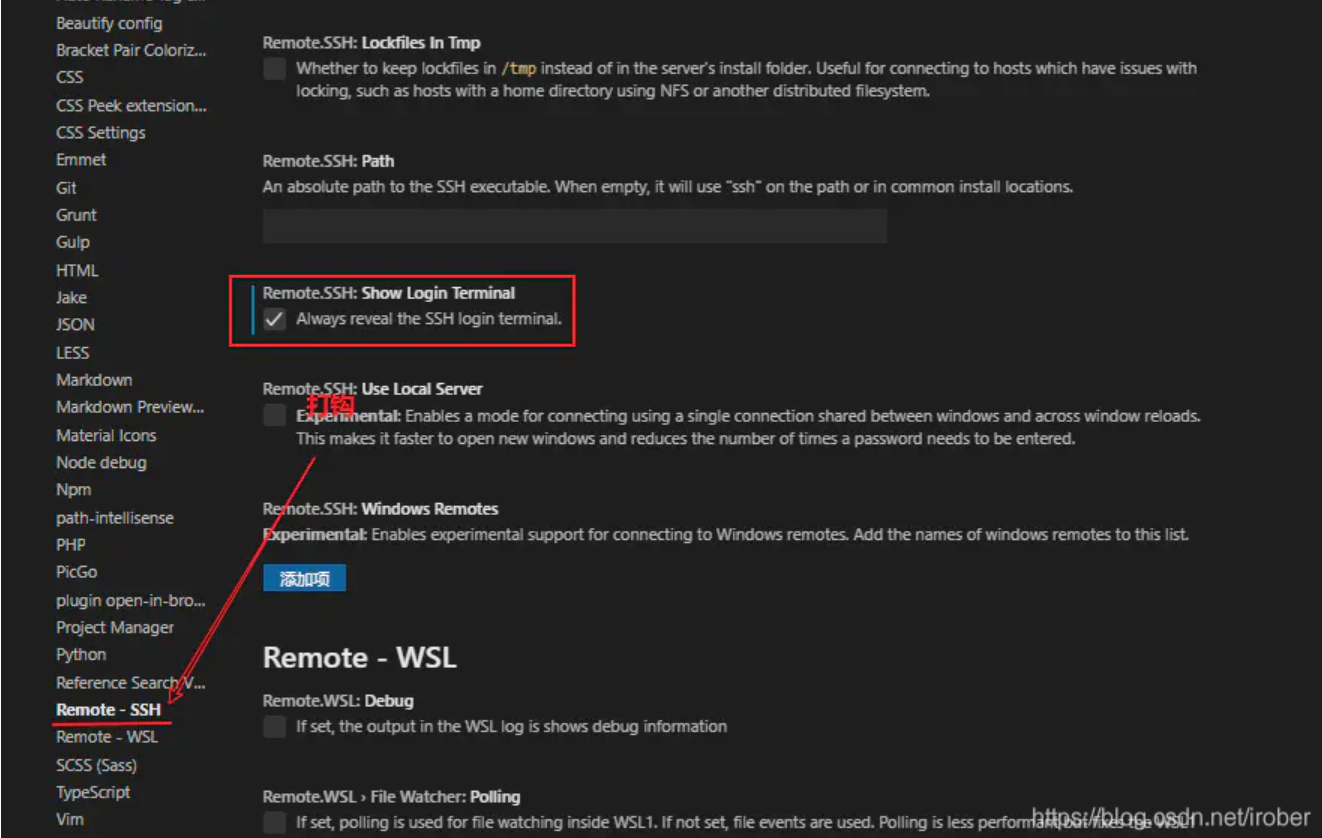 Beautify config
Bracket Pair Coloriz...
CSS
CSS Peek extension...
CSS Settings
Emmet
Git
Grunt
Gulp
HTML
Jake
JSON
LESS
Markdown
Markdown Preview...
Material Icons
Node debug
Npm
path-intellisense
PHP
PicGo
plugin open-in-bro...
Project Manager
Python
Reference Search V...
Remote - SSH
Remote - WSL
SCSS (Sass)
TypeScript
Vim
Remote.SSH: Lockfiles In Tmp
Whether to keep lockfiles in /tmp instead of in the server's install folder. Useful for connecting to hosts which have issues with
locking, such as hosts with a home directory using NFS or another distributed filesystem.
Remote.SSH: Path
An absolute path to the SSH executable. When empty, it will use "ssh" on the path or in common install locations.
Remote.SSH: Show Login Terminal
Always reveal the SSH login terminal.
Remote.SSH: Use Local Server
打钩
Experimental: Enables a mode for connecting using a single connection shared between windows and across window reloads.
This makes it faster to open new windows and reduces the number of times a password needs to be entered.
Remote.SSH: Windows Remotes
Experimental: Enables experimental support for connecting to Windows remotes. Add the names of windows remotes to this list.
添加项
Remote - WSL
Remote.WSL: Debug
If set, the output in the WSL log is shows debug information
Remote.WSL › File Watcher: Polling
If set, polling is used for file watching inside WSL1. If not set, file events are used. Polling is less performant but fixes the WSL1
https://blog.csdn.net/irober